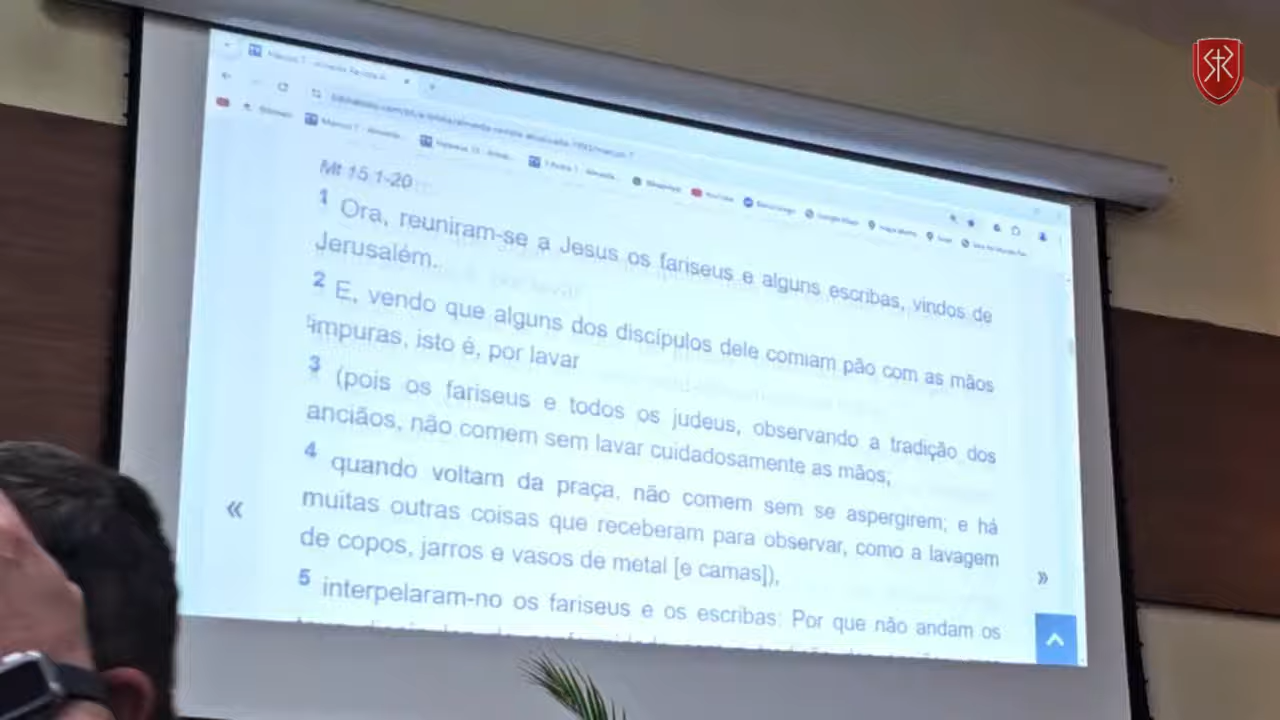 Mt 15.1-20
1 Ora, reuniram-se a Jesus os fariseus e alguns escribas, vindos de
Jerusalém.
2 E, vendo que alguns dos discípulos dele comiam pão com as mãos
impuras, isto é, por lavar
3 (pois os fariseus e todos os judeus, observando a tradição dos
anciãos, não comem sem lavar cuidadosamente as mãos;
4 quando voltam da praça, não comem sem se aspergirem; e há
muitas outras coisas que receberam para observar, como a lavagem
de copos, jarros e vasos de metal [e camas]),
5 interpelaram-no os fariseus e os escribas: Por que não andam os